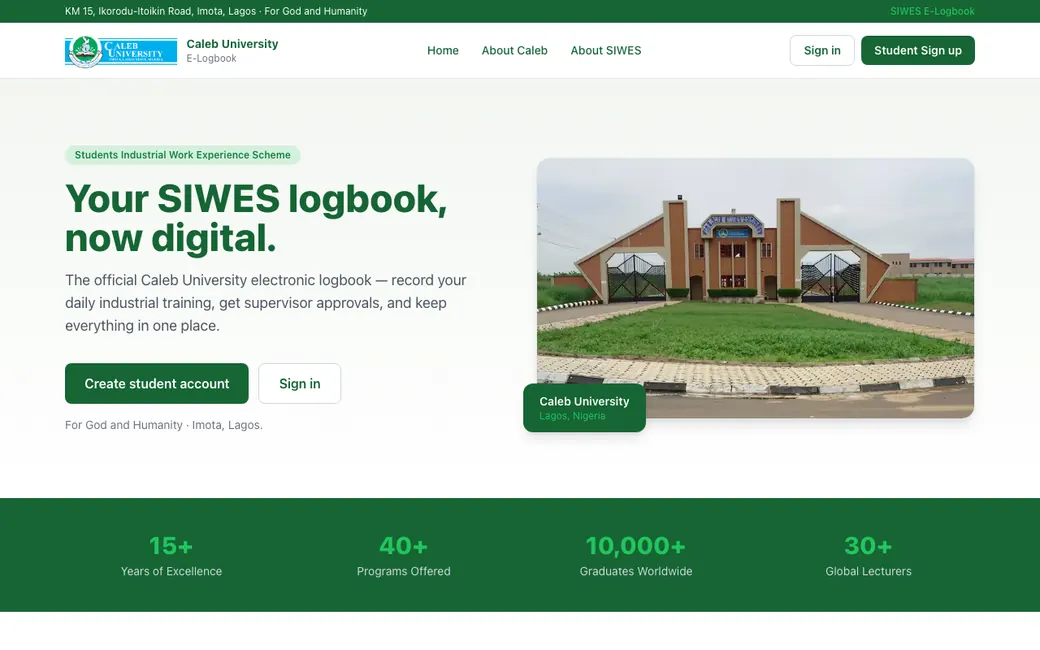 KM 15, Ikorodu-Itoikin Road, Imota, Lagos · For God and Humanity
SIWES E-Logbook
CALEB
UNIVERSITY
Caleb University
E-Logbook
Home
About Caleb
About SIWES
Sign in
Student Sign up
Students Industrial Work Experience Scheme
Your SIWES logbook,
now digital.
The official Caleb University electronic logbook — record your
daily industrial training, get supervisor approvals, and keep
everything in one place.
Create student account
Sign in
For God and Humanity · Imota, Lagos.
Caleb University
Lagos, Nigeria
15+
40+
10,000+
30+
Years of Excellence
Programs Offered
Graduates Worldwide
Global Lecturers